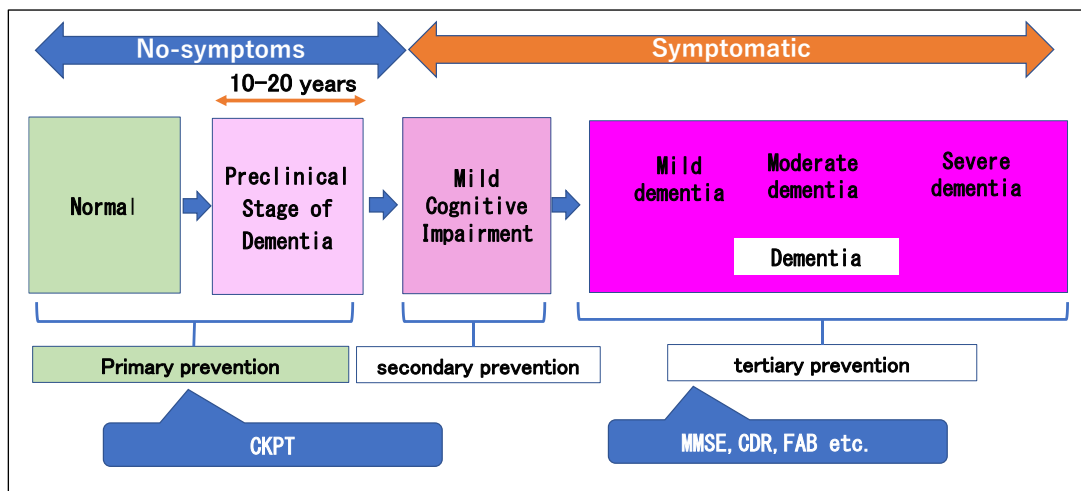 No-symptoms
Symptomatic
10-20 years
Normal
Preclinical
Stage of
Dementia
Mild
Cognitive
Impairment
Mild
dementia
Moderate
dementia
Severe
dementia
Dementia
Primary prevention
secondary prevention
tertiary prevention
CKPT
MMSE, CDR, FAB etc.